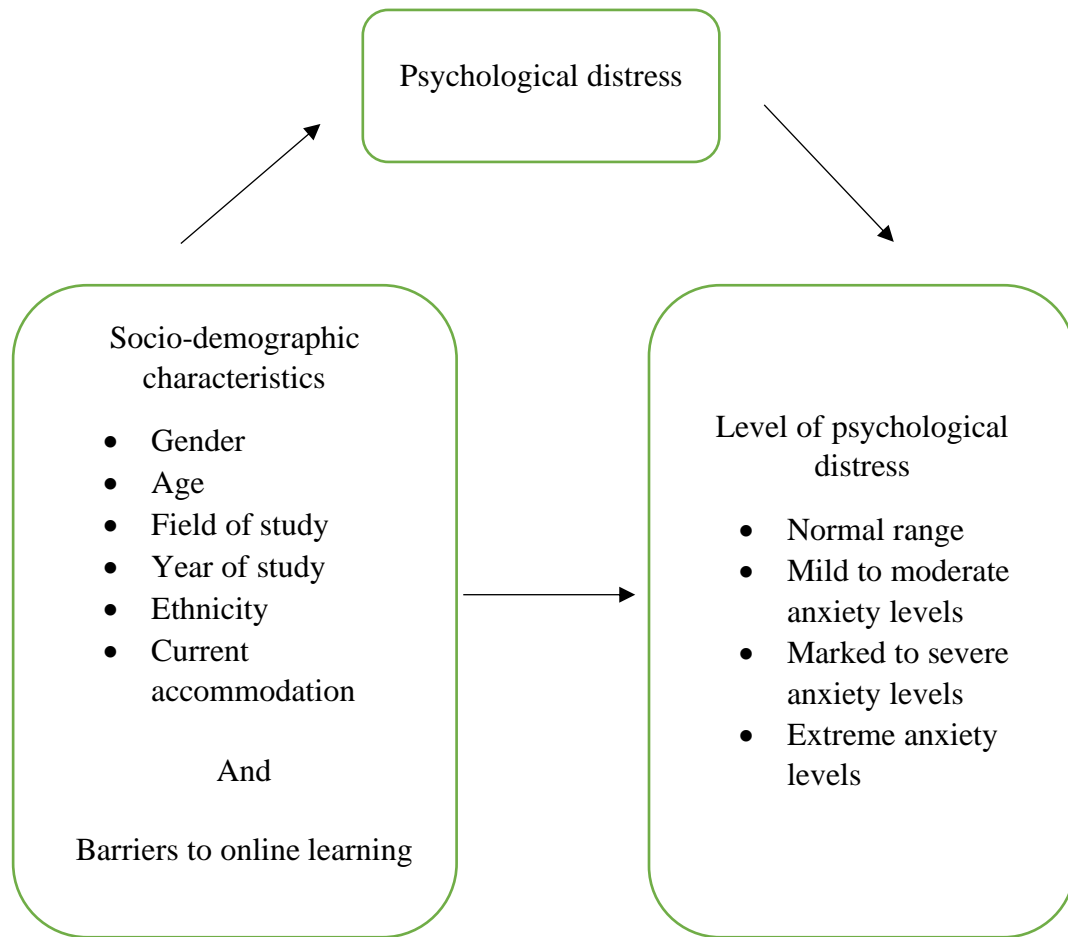 Psychological distress
Socio-demographic
characteristics
• Gender
• Age
• Field of study
• Year of study
• Ethnicity
• Current
accommodation
And
Barriers to online learning
Level of psychological
distress
• Normal range
• Mild to moderate
anxiety levels
• Marked to severe
anxiety levels
• Extreme anxiety
levels